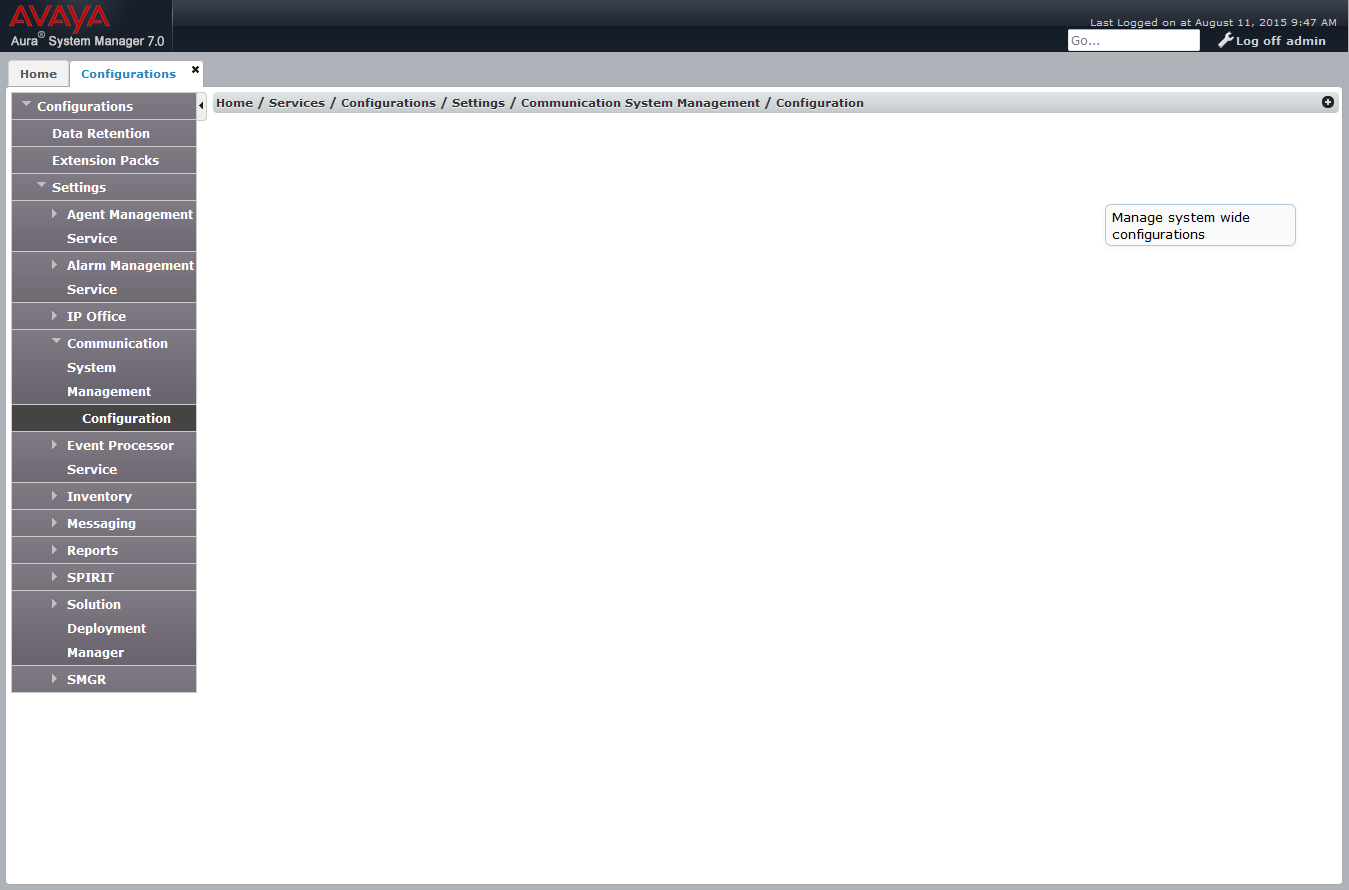 AVAYA
Aura® System Manager 7.0
Last Logged on at August 11, 2015 9:47 AM
Go...
Log off admin
Home
Configurations
Configurations
Data Retention
Extension Packs
Settings
Agent Management
Service
Alarm Management
Service
IP Office
Communication
System
Management
Configuration
Event Processor
Service
Inventory
Messaging
Reports
SPIRIT
Solution
Deployment
Manager
SMGR
Home / Services / Configurations / Settings / Communication System Management / Configuration
Manage system wide
configurations